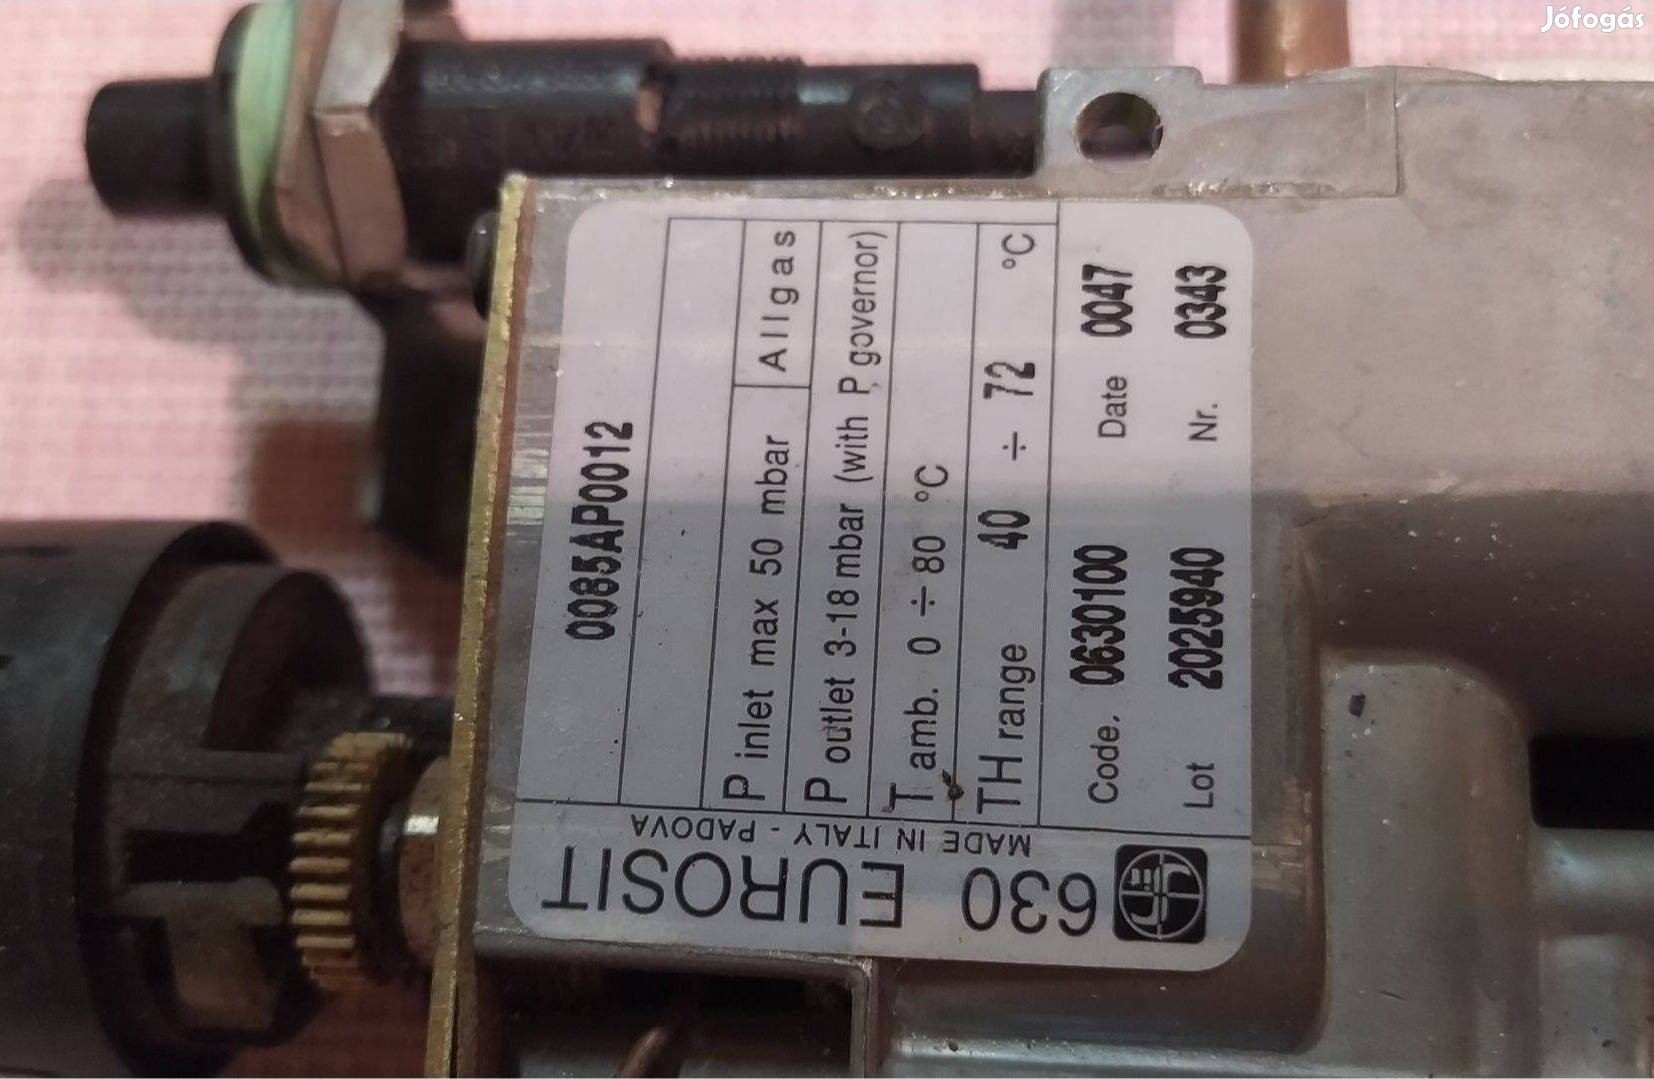 Jófogás
0085AP0012
P inlet max 50 mbar Allgas
P outlet 3-18 mbar (with P, governor)
T amb. 0 ÷ 80 °C
TH range 40 ÷ 72 °C
Code. 0630100 Date 0047
Lot 2025940 Nr. 0343
630 EUROSIT
MADE IN ITALY - PADOVA